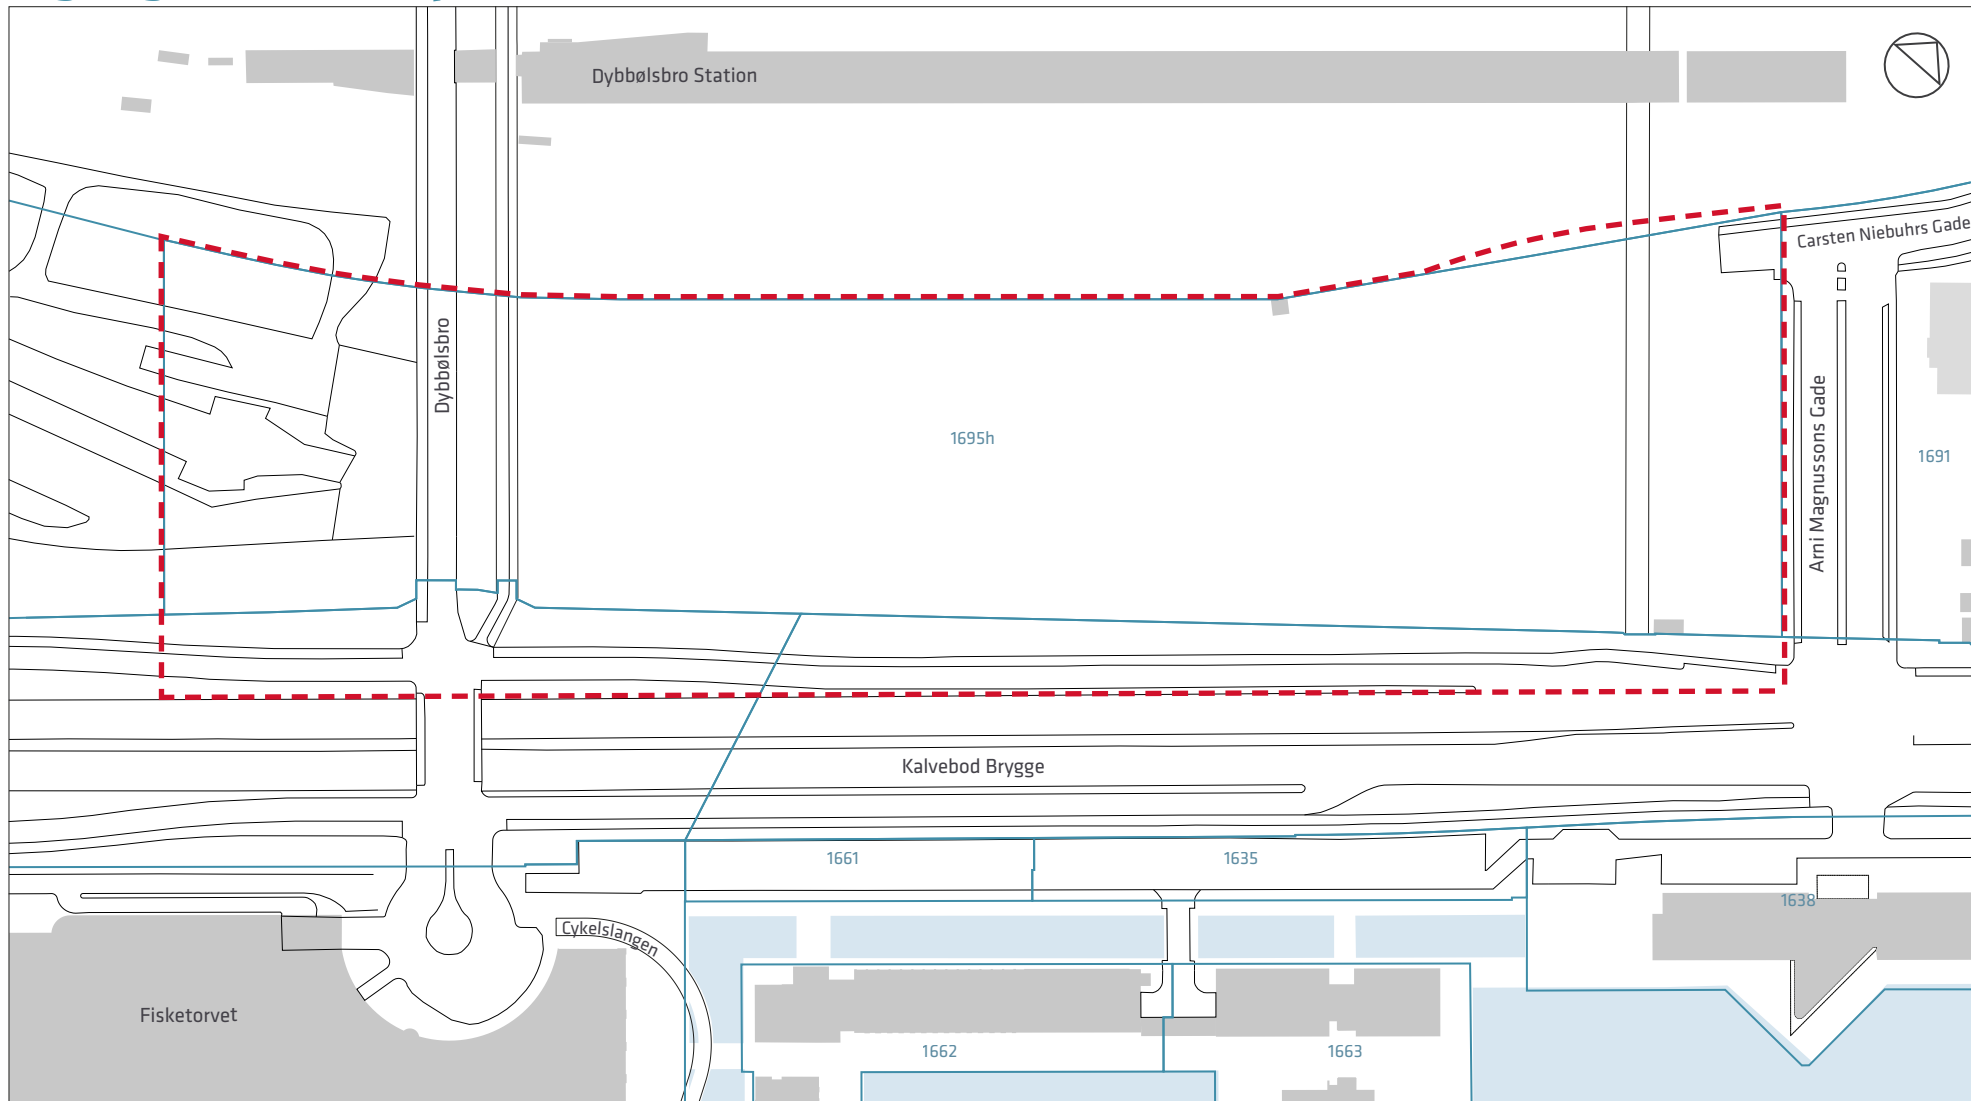 Dybbølsbro Station
Carsten Niebuhrs Gade
Dybbølsbro
Arni Magnussons Gade
1695h
1691
Kalvebod Brygge
1661
1635
1638
Cykelslangen
Fisketorvet
1662
1663